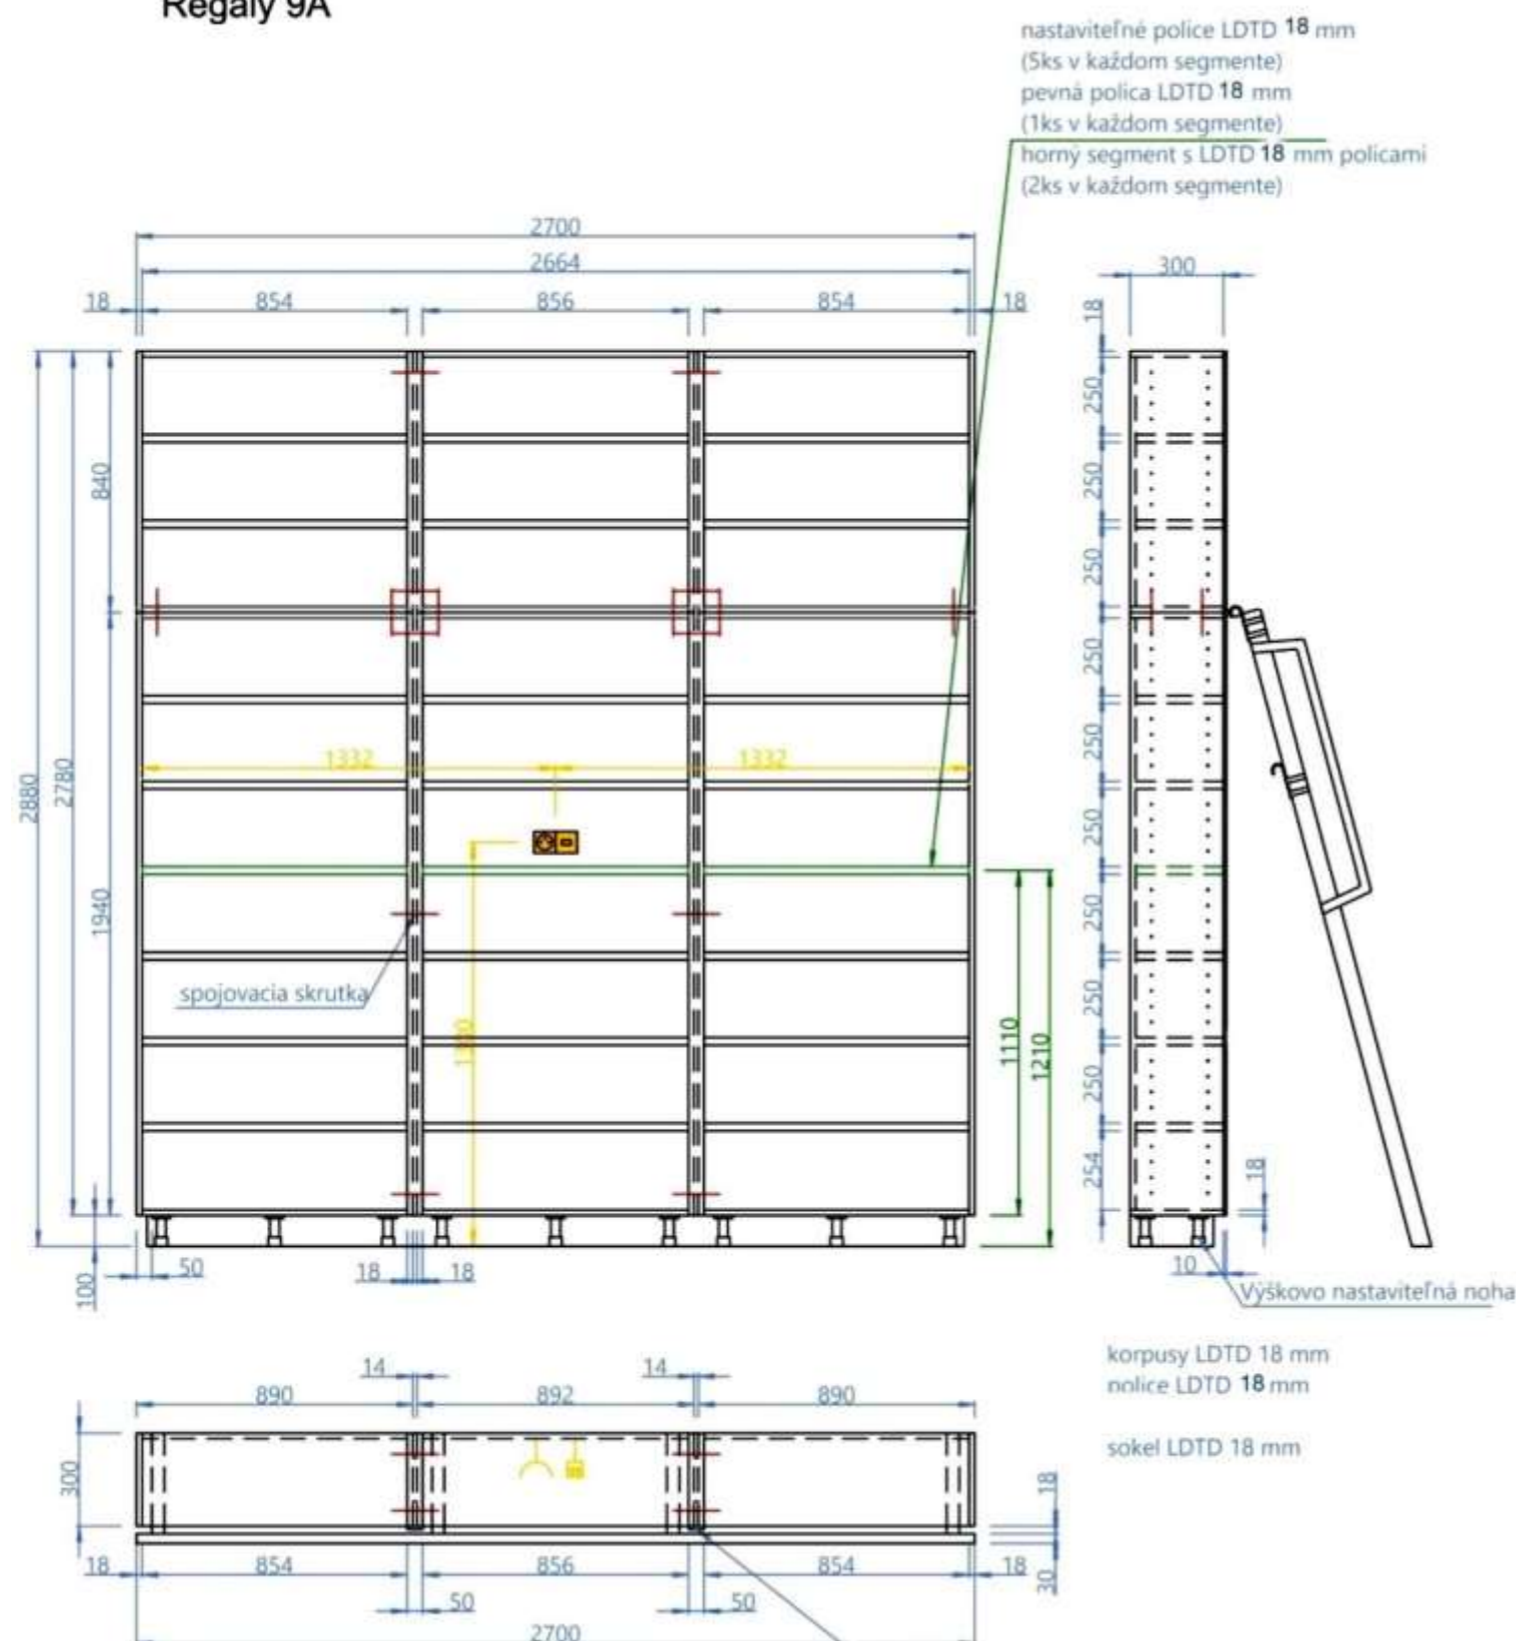 Regály 9A
nastaviteľné police LDTD 18 mm
(5ks v každom segmente)
pevná polica LDTD 18 mm
(1ks v každom segmente)
horný segment s LDTD 18 mm policami
(2ks v každom segmente)
2700
2664
18 854 856 854 18
300
18
250
250
250
250
250
250
250
250
250
254
18
10
840
1940
2780
2880
100
1332 1332
spojovacia skrutka
1110
1210
50 18 18
Výškovo nastaviteľná noha
korpusy LDTD 18 mm
police LDTD 18 mm
sokel LDTD 18 mm
14 14
890 892 890
300
18
30
18 854 856 854 18
50 50
2700